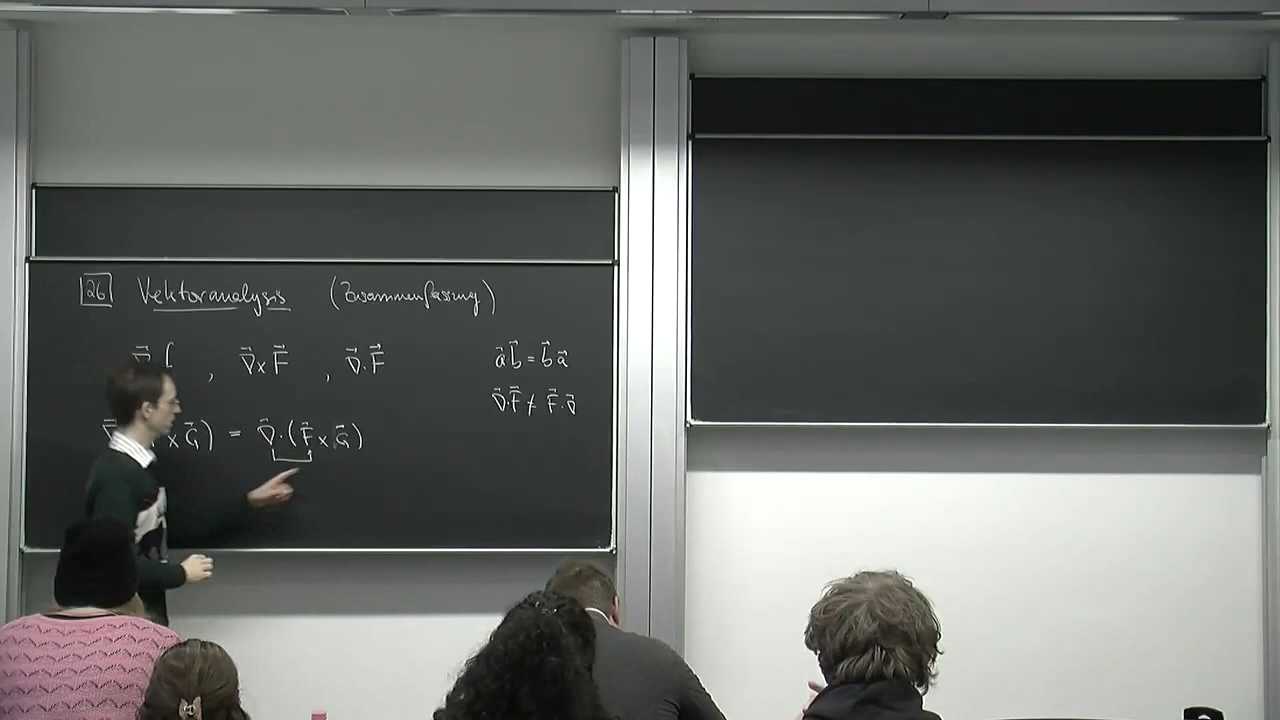 26 Vektoranalysis (Zusammenfassung)
∇⃗ f , ∇⃗×F⃗ , ∇⃗·F⃗ a⃗b⃗ = b⃗a⃗
∇⃗·F⃗ ≠ F⃗·∇⃗
×G⃗) = ∇⃗·(F⃗×G⃗)